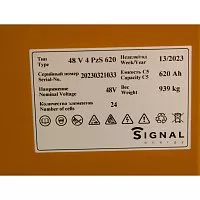 Тип
Type
48 V 4 PzS 620
Неделя/год
Week/Year
13/2023
Серийный номер
Serial-No.
20230321033
Емкость C5
Capacity C5
620 Ah
Напряжение
Nominal Voltage
48V
Вес
Weight
939 kg
Количество элементов
Number of cells
24
SIGNAL
energy